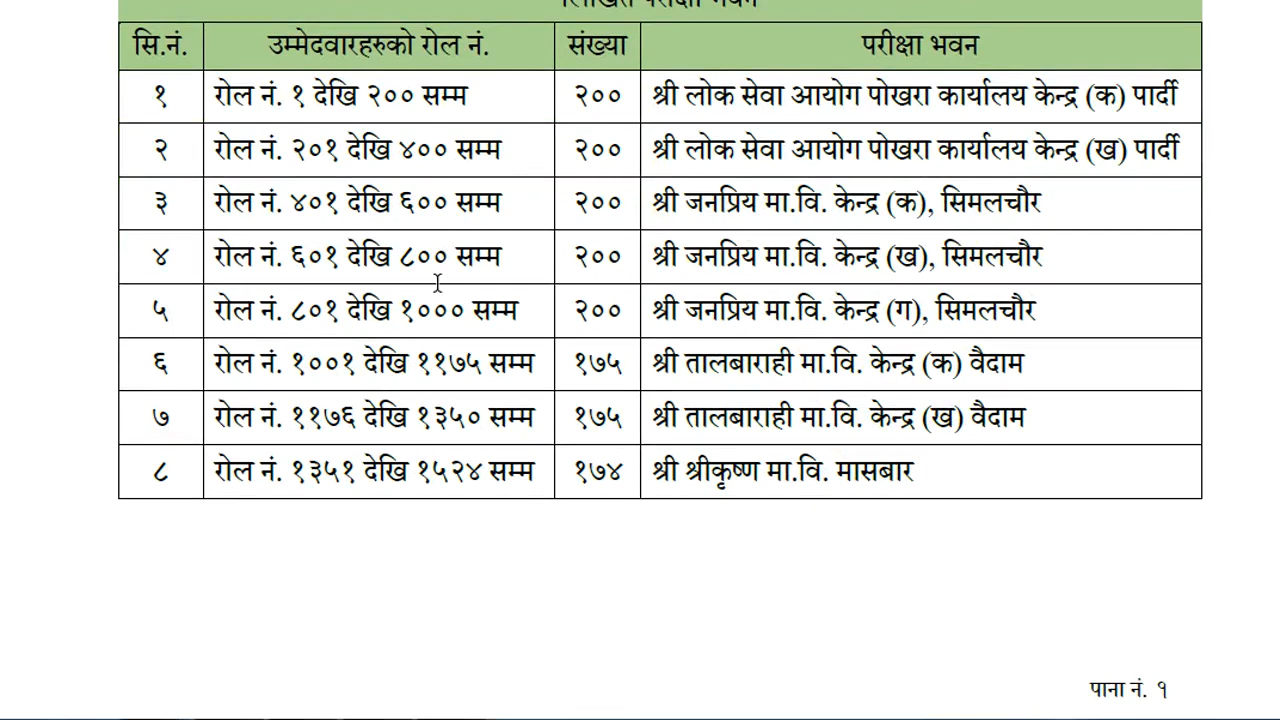 लिखित परीक्षा भवन
सि.नं. उम्मेदवारहरुको रोल नं. संख्या परीक्षा भवन
१ रोल नं. १ देखि २०० सम्म २०० श्री लोक सेवा आयोग पोखरा कार्यालय केन्द्र (क) पार्दी
२ रोल नं. २०१ देखि ४०० सम्म २०० श्री लोक सेवा आयोग पोखरा कार्यालय केन्द्र (ख) पार्दी
३ रोल नं. ४०१ देखि ६०० सम्म २०० श्री जनप्रिय मा.वि. केन्द्र (क), सिमलचौर
४ रोल नं. ६०१ देखि ८०० सम्म २०० श्री जनप्रिय मा.वि. केन्द्र (ख), सिमलचौर
५ रोल नं. ८०१ देखि १००० सम्म २०० श्री जनप्रिय मा.वि. केन्द्र (ग), सिमलचौर
६ रोल नं. १००१ देखि ११७५ सम्म १७५ श्री तालबाराही मा.वि. केन्द्र (क) वैदाम
७ रोल नं. ११७६ देखि १३५० सम्म १७५ श्री तालबाराही मा.वि. केन्द्र (ख) वैदाम
८ रोल नं. १३५१ देखि १५२४ सम्म १७४ श्री श्रीकृष्ण मा.वि. मासबार
पाना नं. १